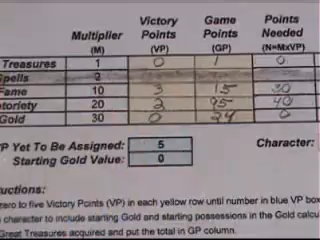 Multiplier Victory Game Points
Points Points Needed
(M) (VP) (GP) (N=MxVP)
Treasures 1 0 1 0
Spells 2
Fame 10 3 15 30
otoriety 20 2 95 40
Gold 30 0 24 0
P Yet To Be Assigned: 5 Character:
Starting Gold Value: 0
uctions:
zero to five Victory Points (VP) in each yellow row until number in blue VP box
character to include starting Gold and starting possessions in the Gold calcu
Great Treasures acquired and put the total in GP column.